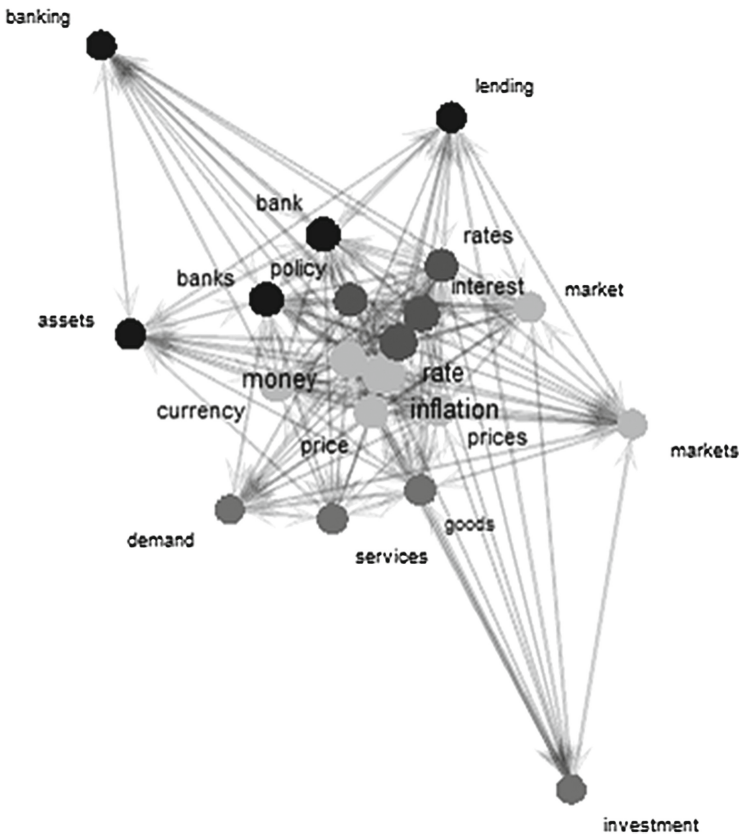 banking
lending
bank
rates
policy
banks
interest
market
assets
money
rate
currency
inflation
price
prices
markets
goods
demand
services
investment